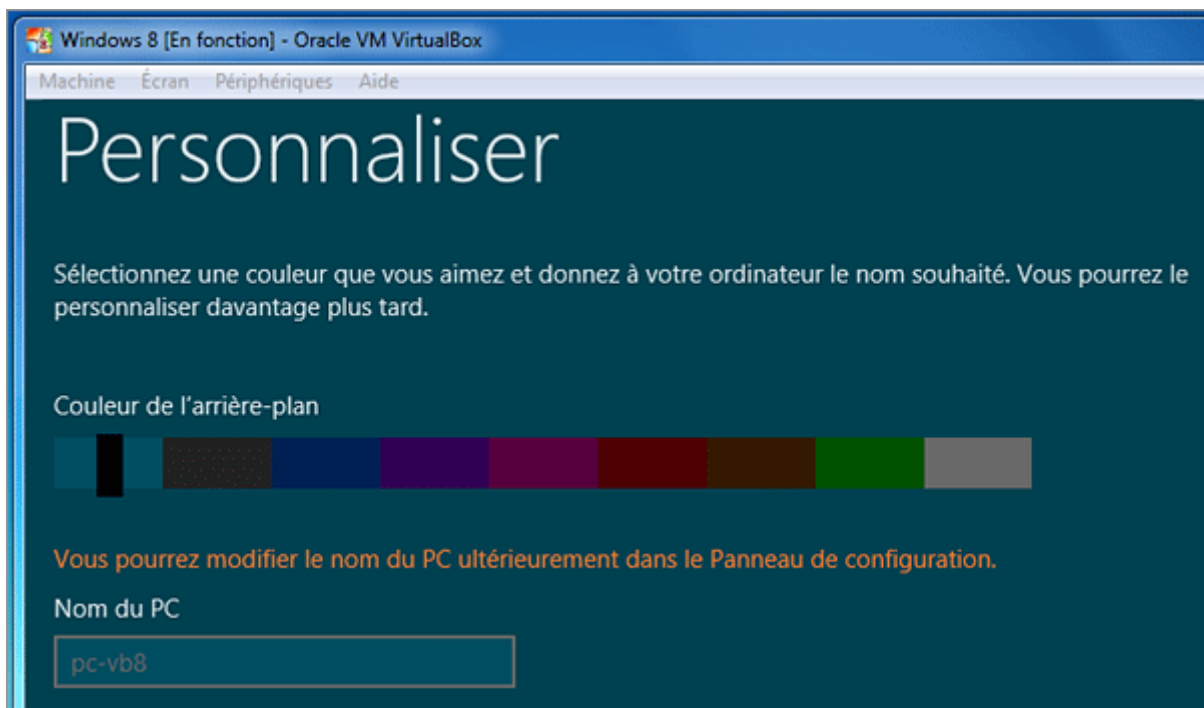 Windows 8 [En fonction] - Oracle VM VirtualBox
Machine Écran Périphériques Aide
Personnaliser
Sélectionnez une couleur que vous aimez et donnez à votre ordinateur le nom souhaité. Vous pourrez le
personnaliser davantage plus tard.
Couleur de l'arrière-plan
Vous pourrez modifier le nom du PC ultérieurement dans le Panneau de configuration.
Nom du PC
pc-vb8